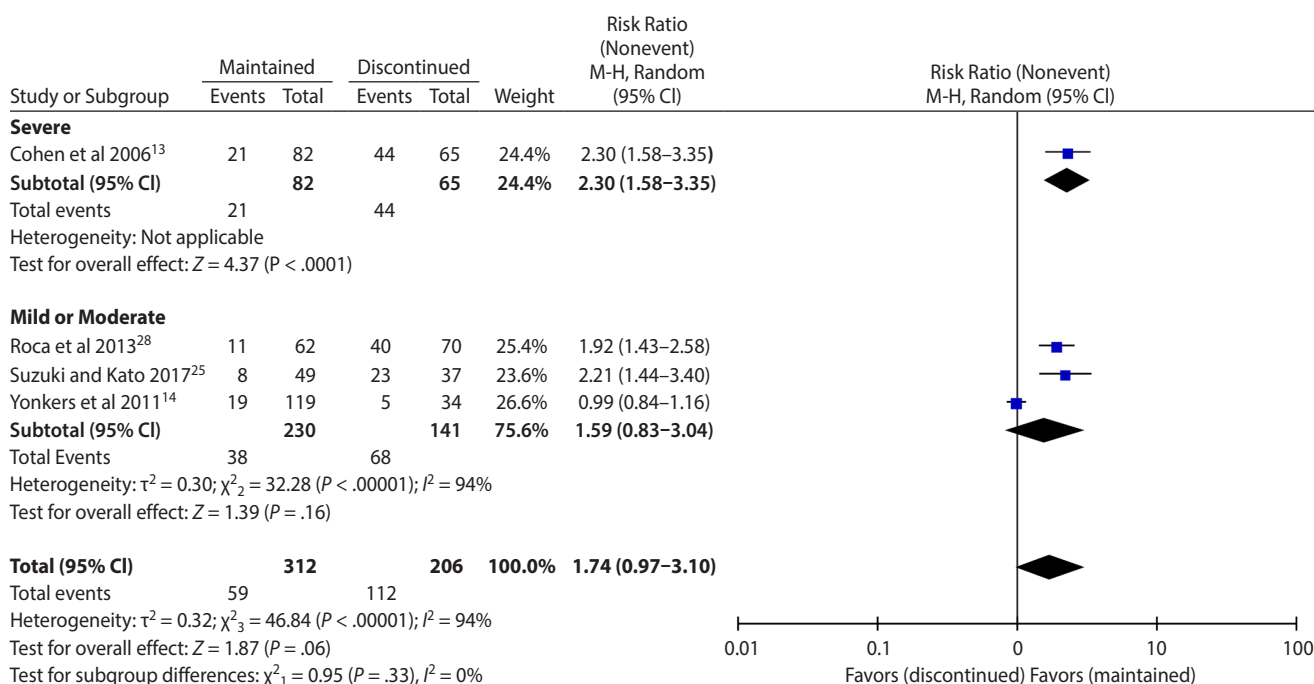 Risk Ratio
(Nonevent)
Maintained Discontinued M-H, Random Risk Ratio (Nonevent)
Study or Subgroup Events Total Events Total Weight (95% Cl) M-H, Random (95% Cl)
Severe
Cohen et al 2006¹³ 21 82 44 65 24.4% 2.30 (1.58–3.35)
Subtotal (95% Cl) 82 65 24.4% 2.30 (1.58–3.35)
Total events 21 44
Heterogeneity: Not applicable
Test for overall effect: Z = 4.37 (P < .0001)
Mild or Moderate
Roca et al 2013²⁸ 11 62 40 70 25.4% 1.92 (1.43–2.58)
Suzuki and Kato 2017²⁵ 8 49 23 37 23.6% 2.21 (1.44–3.40)
Yonkers et al 2011¹⁴ 19 119 5 34 26.6% 0.99 (0.84–1.16)
Subtotal (95% Cl) 230 141 75.6% 1.59 (0.83–3.04)
Total Events 38 68
Heterogeneity: τ² = 0.30; χ²₂ = 32.28 (P < .00001); I² = 94%
Test for overall effect: Z = 1.39 (P = .16)
Total (95% Cl) 312 206 100.0% 1.74 (0.97–3.10)
Total events 59 112
Heterogeneity: τ² = 0.32; χ²₃ = 46.84 (P < .00001); I² = 94%
Test for overall effect: Z = 1.87 (P = .06)
Test for subgroup differences: χ²₁ = 0.95 (P = .33), I² = 0%
0.01 0.1 0 10 100
Favors (discontinued) Favors (maintained)